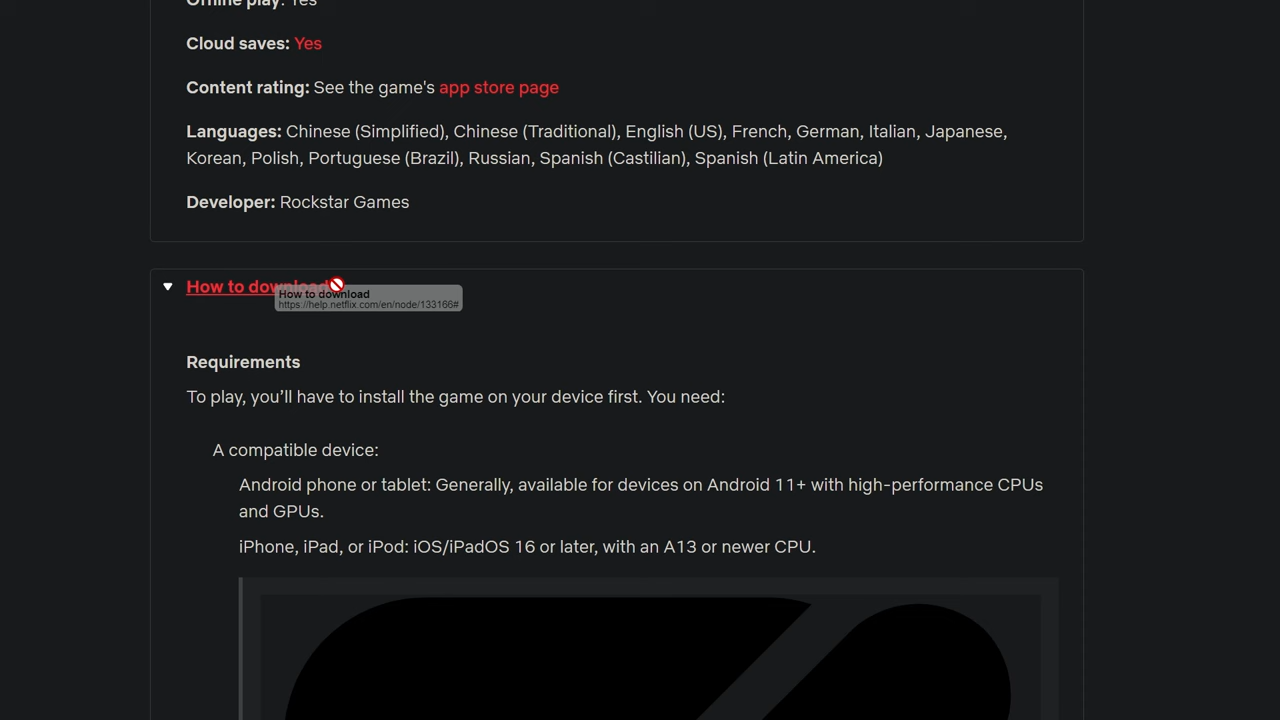 Offline play: Yes
Cloud saves: Yes
Content rating: See the game's app store page
Languages: Chinese (Simplified), Chinese (Traditional), English (US), French, German, Italian, Japanese,
Korean, Polish, Portuguese (Brazil), Russian, Spanish (Castilian), Spanish (Latin America)
Developer: Rockstar Games
How to download
How to download
https://help.netflix.com/en/node/133166#
Requirements
To play, you’ll have to install the game on your device first. You need:
A compatible device:
Android phone or tablet: Generally, available for devices on Android 11+ with high-performance CPUs
and GPUs.
iPhone, iPad, or iPod: iOS/iPadOS 16 or later, with an A13 or newer CPU.